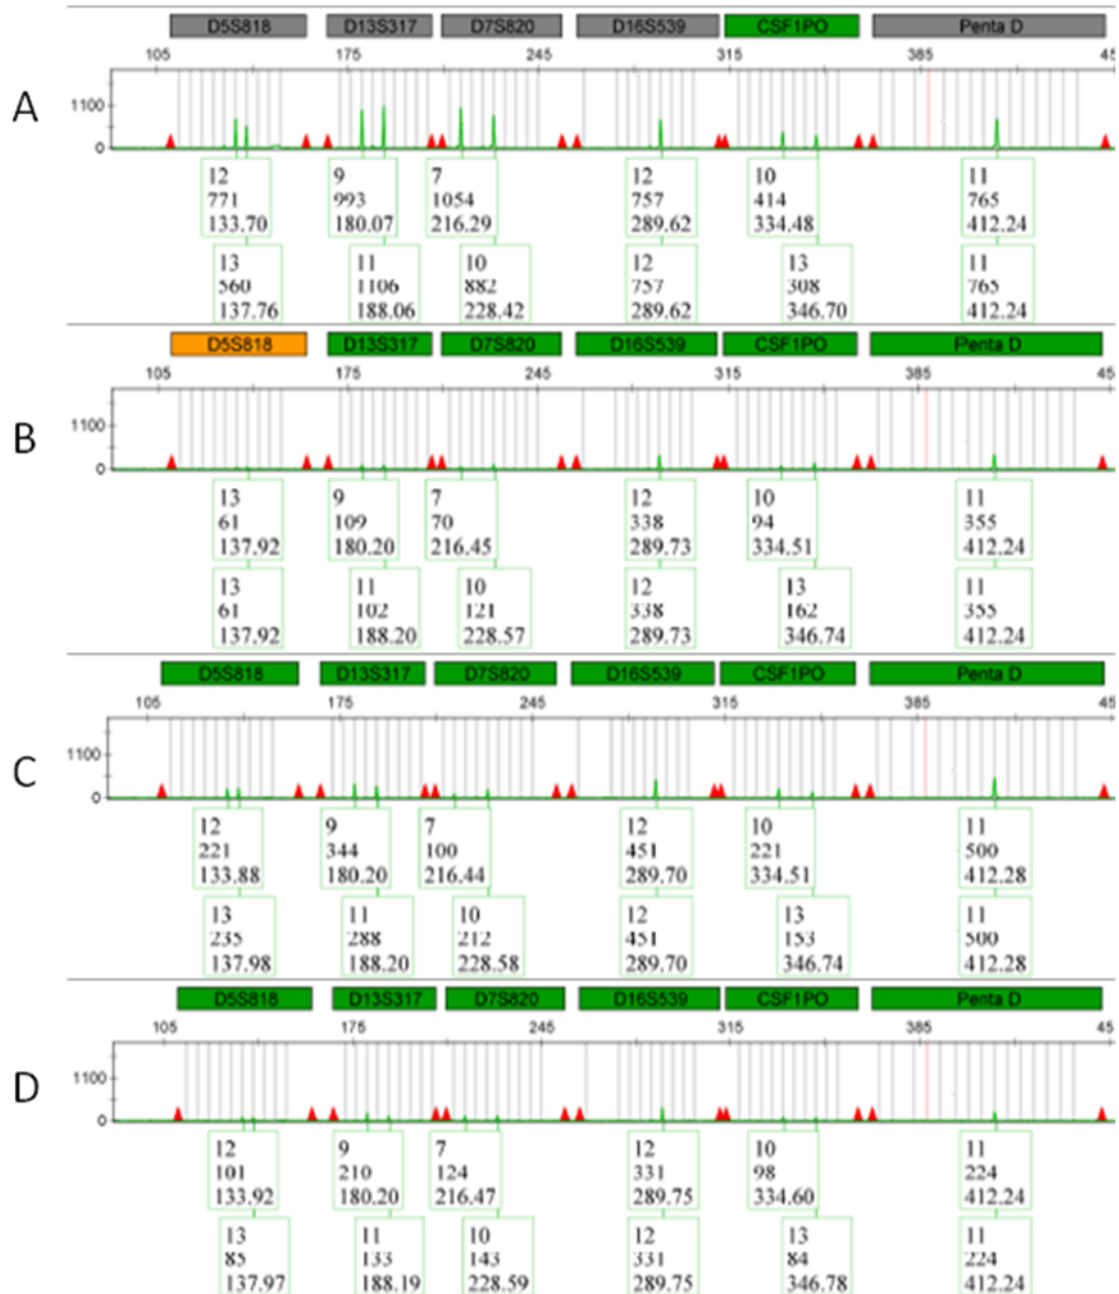 D5S818 D13S317 D7S820 D16S539 CSF1PO Penta D
105 175 245 315 385 45
A
1100
0
12 9 7 12 10 11
771 993 1054 757 414 765
133.70 180.07 216.29 289.62 334.48 412.24
13 11 10 12 13 11
560 1106 882 757 308 765
137.76 188.06 228.42 289.62 346.70 412.24
D5S818 D13S317 D7S820 D16S539 CSF1PO Penta D
105 175 245 315 385 45
B
1100
0
13 9 7 12 10 11
61 109 70 338 94 355
137.92 180.20 216.45 289.73 334.51 412.24
13 11 10 12 13 11
61 102 121 338 162 355
137.92 188.20 228.57 289.73 346.74 412.24
D5S818 D13S317 D7S820 D16S539 CSF1PO Penta D
105 175 245 315 385 45
C
1100
0
12 9 7 12 10 11
221 344 100 451 221 500
133.88 180.20 216.44 289.70 334.51 412.28
13 11 10 12 13 11
235 288 212 451 153 500
137.98 188.20 228.58 289.70 346.74 412.28
D5S818 D13S317 D7S820 D16S539 CSF1PO Penta D
105 175 245 315 385 45
D
1100
0
12 9 7 12 10 11
101 210 124 331 98 224
133.92 180.20 216.47 289.75 334.60 412.24
13 11 10 12 13 11
85 133 143 331 84 224
137.97 188.19 228.59 289.75 346.78 412.24